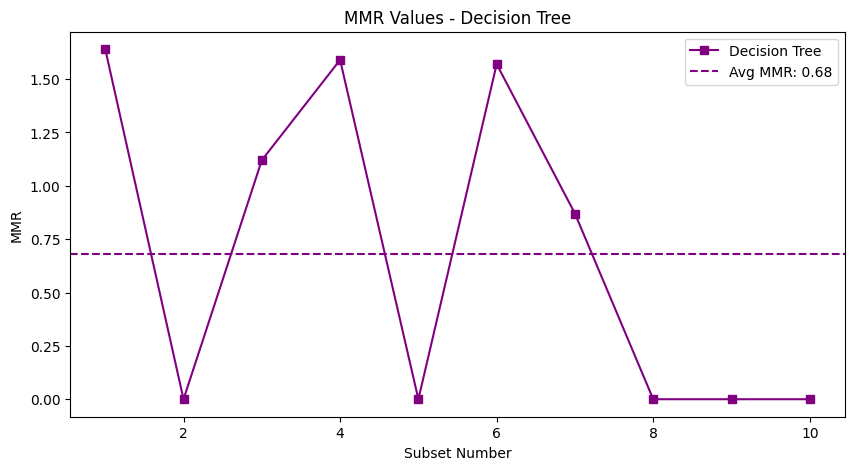 MMR Values - Decision Tree
Decision Tree
Avg MMR: 0.68
MMR
1.50
1.25
1.00
0.75
0.50
0.25
0.00
2 4 6 8 10
Subset Number